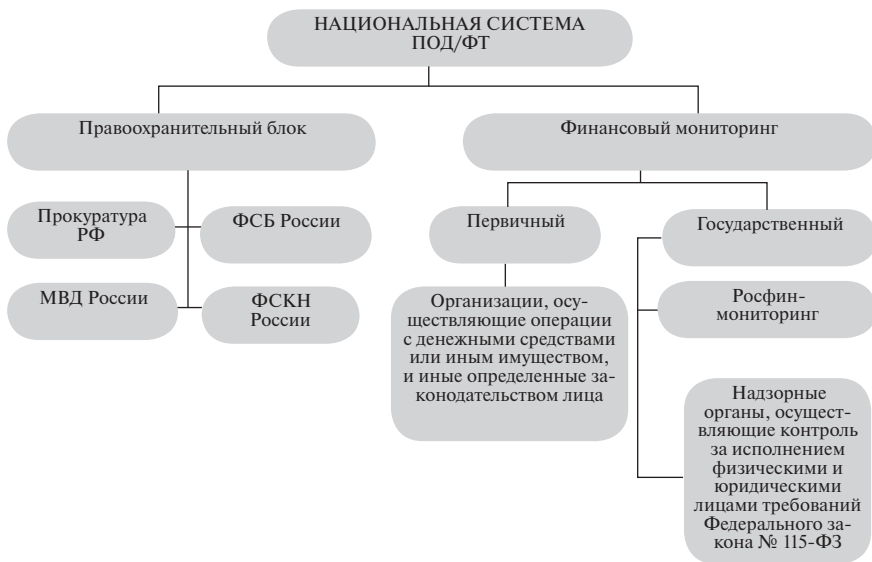 НАЦИОНАЛЬНАЯ СИСТЕМА
ПОД/ФТ
Правоохранительный блок
Финансовый мониторинг
Прокуратура
РФ
ФСБ России
МВД России
ФСКН
России
Первичный
Государственный
Организации, осу-
ществляющие операции
с денежными средствами
или иным имуществом,
и иные определенные за-
конодательством лица
Росфин-
мониторинг
Надзорные
органы, осущест-
вляющие контроль
за исполнением
физическими и
юридическими
лицами требований
Федерального за-
кона № 115-ФЗ